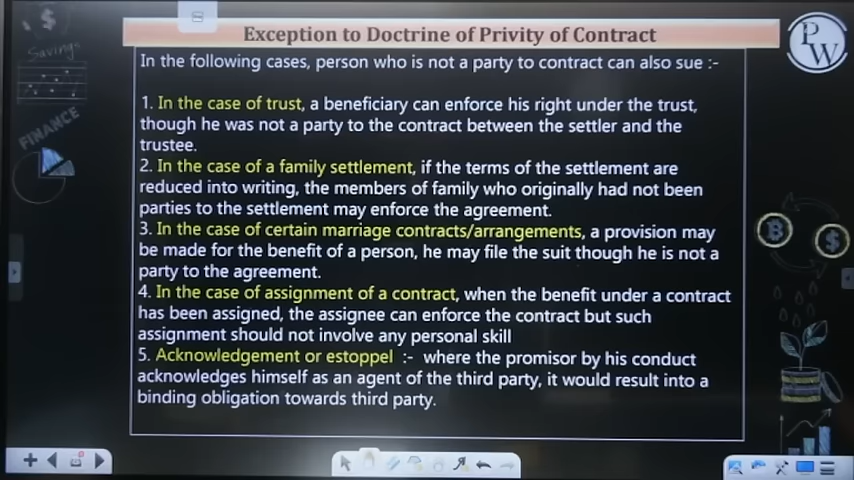 Exception to Doctrine of Privity of Contract
PW
Savings
FINANCE
In the following cases, person who is not a party to contract can also sue :-
1. In the case of trust, a beneficiary can enforce his right under the trust,
though he was not a party to the contract between the settler and the
trustee.
2. In the case of a family settlement, if the terms of the settlement are
reduced into writing, the members of family who originally had not been
parties to the settlement may enforce the agreement.
3. In the case of certain marriage contracts/arrangements, a provision may
be made for the benefit of a person, he may file the suit though he is not a
party to the agreement.
4. In the case of assignment of a contract, when the benefit under a contract
has been assigned, the assignee can enforce the contract but such
assignment should not involve any personal skill
5. Acknowledgement or estoppel :- where the promisor by his conduct
acknowledges himself as an agent of the third party, it would result into a
binding obligation towards third party.